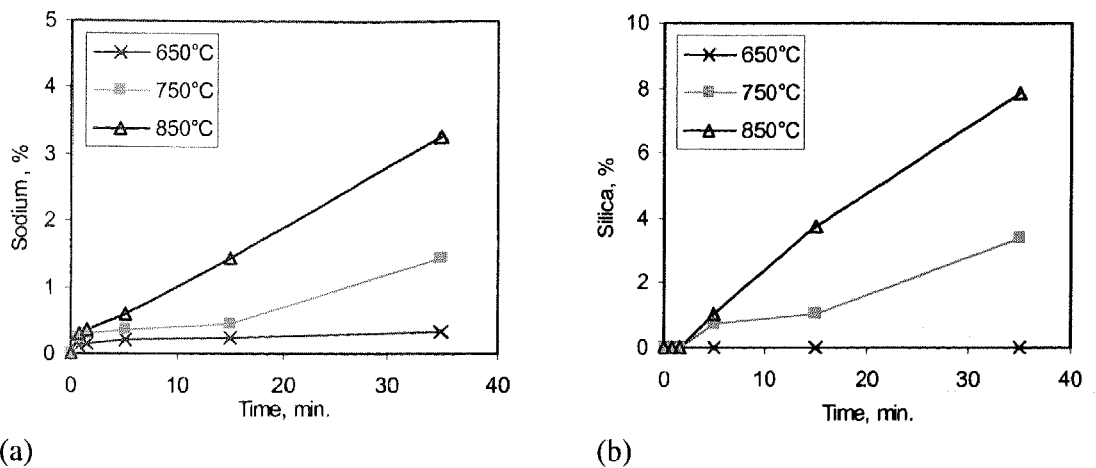 5
4
3
2
1
0
Sodium, %
650°C
750°C
850°C
0 10 20 30 40
Time, min.
(a)
10
8
6
4
2
0
Silica, %
650°C
750°C
850°C
0 10 20 30 40
Time, min.
(b)